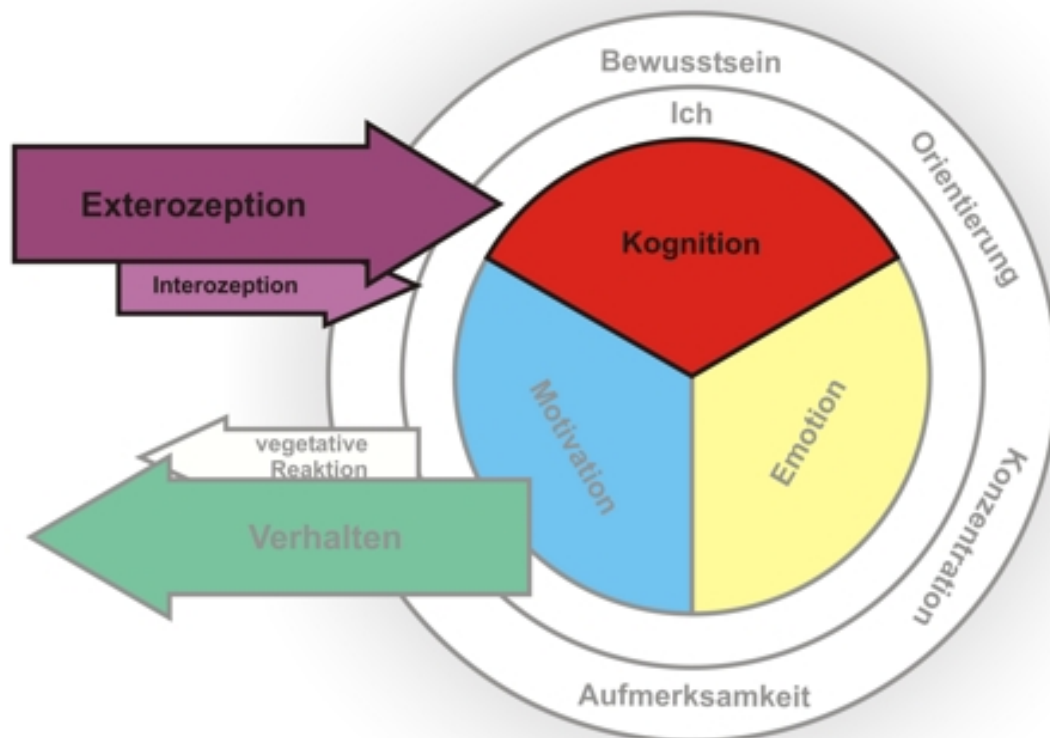 Bewusstsein
Ich
Orientierung
Exterozeption
Kognition
Interozeption
Motivation
Emotion
vegetative
Reaktion
Verhalten
Konzentration
Aufmerksamkeit